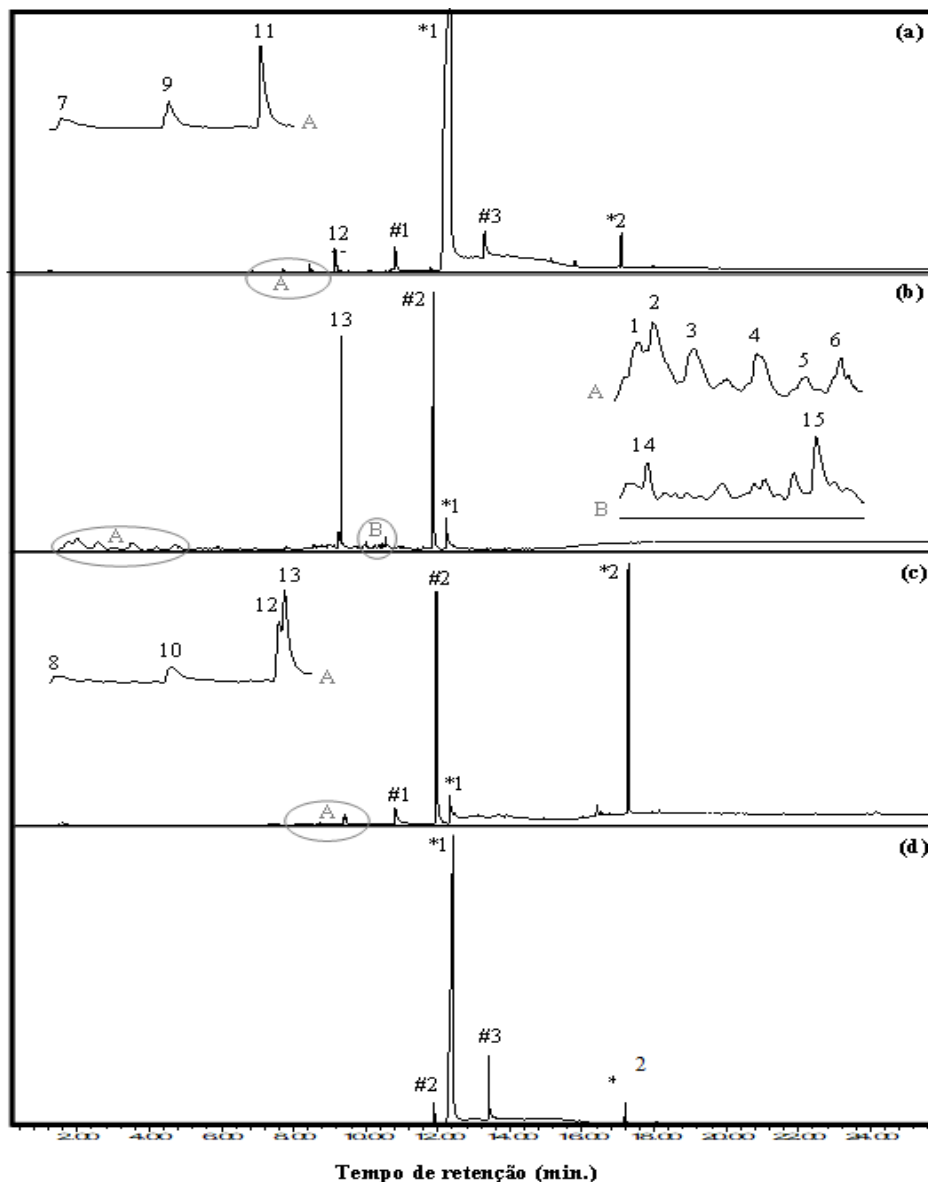 *1 (a)
11
9
7
A
#3
*2
12 #1
A
(b)
#2
13
2
1 3 4 6
5
A
15
14
B
A B *1
(c)
#2 *2
13
12
8 10
A
A #1 *1
(d)
*1
#3
#2 * 2
2.00 4.00 6.00 8.00 10.00 12.00 14.00 16.00 18.00 20.00 22.00 24.00
Tempo de retenção (min.)